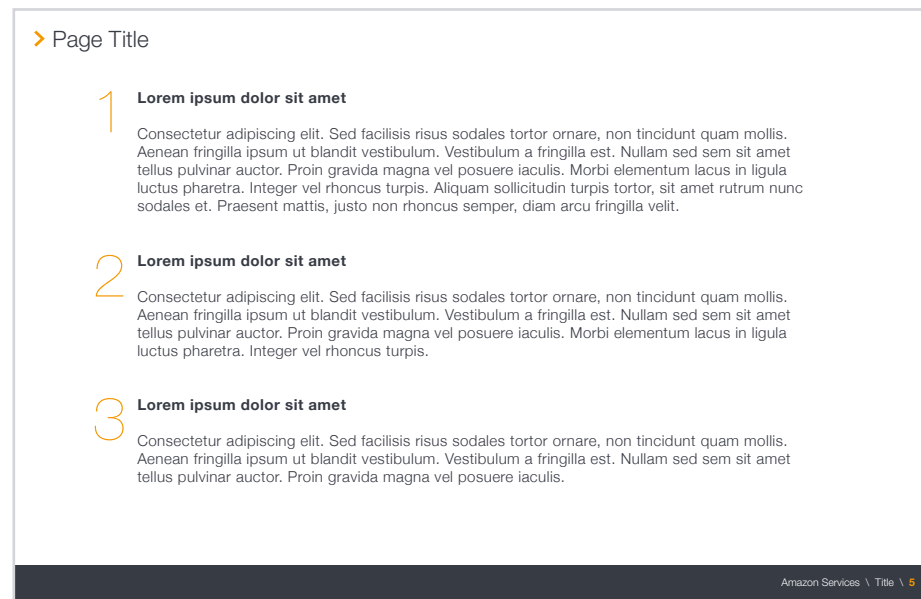 Page Title
1
Lorem ipsum dolor sit amet
Consectetur adipiscing elit. Sed facilisis risus sodales tortor ornare, non tincidunt quam mollis.
Aenean fringilla ipsum ut blandit vestibulum. Vestibulum a fringilla est. Nullam sed sem sit amet
tellus pulvinar auctor. Proin gravida magna vel posuere iaculis. Morbi elementum lacus in ligula
luctus pharetra. Integer vel rhoncus turpis. Aliquam sollicitudin turpis tortor, sit amet rutrum nunc
sodales et. Praesent mattis, justo non rhoncus semper, diam arcu fringilla velit.
2
Lorem ipsum dolor sit amet
Consectetur adipiscing elit. Sed facilisis risus sodales tortor ornare, non tincidunt quam mollis.
Aenean fringilla ipsum ut blandit vestibulum. Vestibulum a fringilla est. Nullam sed sem sit amet
tellus pulvinar auctor. Proin gravida magna vel posuere iaculis. Morbi elementum lacus in ligula
luctus pharetra. Integer vel rhoncus turpis.
3
Lorem ipsum dolor sit amet
Consectetur adipiscing elit. Sed facilisis risus sodales tortor ornare, non tincidunt quam mollis.
Aenean fringilla ipsum ut blandit vestibulum. Vestibulum a fringilla est. Nullam sed sem sit amet
tellus pulvinar auctor. Proin gravida magna vel posuere iaculis.
Amazon Services \ Title \ 5